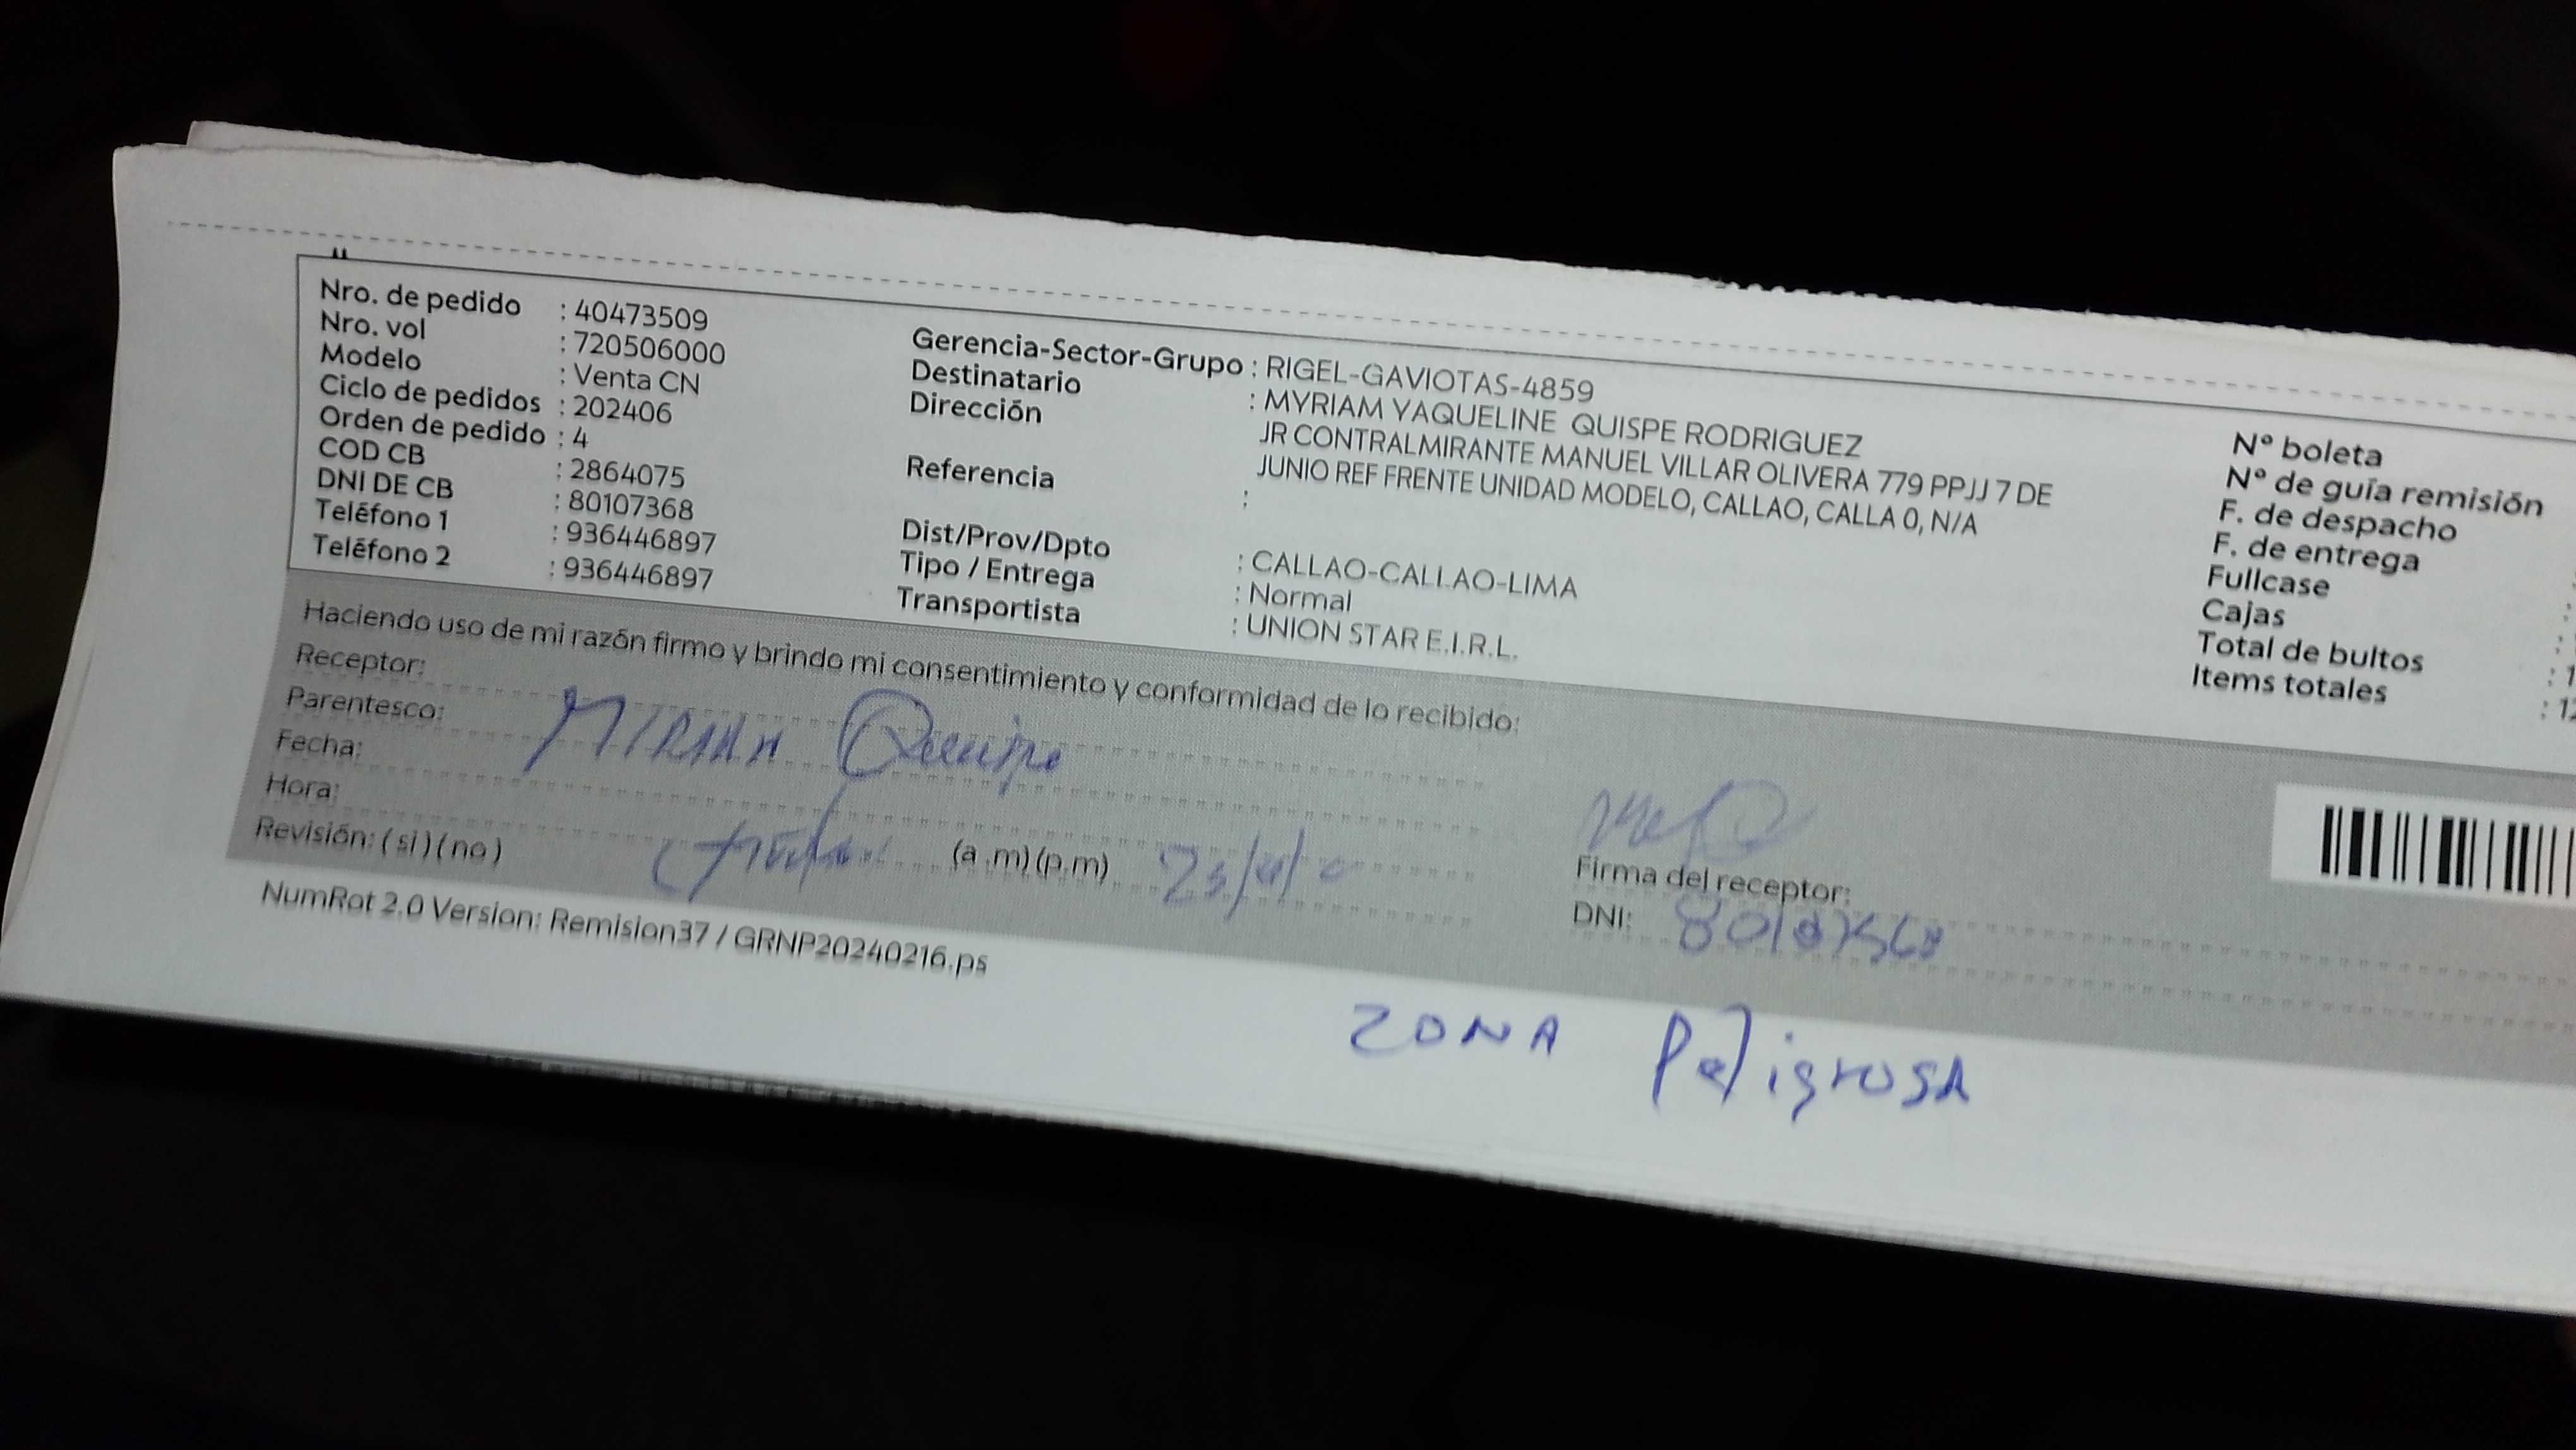 Nro. de pedido : 40473509
Nro. vol : 720506000
Modelo : Venta CN
Ciclo de pedidos : 202406
Orden de pedido : 4
COD CB : 2864075
DNI DE CB : 80107368
Teléfono 1 : 936446897
Teléfono 2 : 936446897
Gerencia-Sector-Grupo : RIGEL-GAVIOTAS-4859
Destinatario : MYRIAM YAQUELINE QUISPE RODRIGUEZ
Dirección JR CONTRALMIRANTE MANUEL VILLAR OLIVERA 779 PPJJ 7 DE
JUNIO REF FRENTE UNIDAD MODELO, CALLAO, CALLA 0, N/A
Referencia :
Dist/Prov/Dpto : CALLAO-CALLAO-LIMA
Tipo / Entrega : Normal
Transportista : UNION STAR E.I.R.L.
N° boleta
N° de guía remisión
F. de despacho
F. de entrega
Fullcase
Cajas
Total de bultos : 1
Items totales : 12
Haciendo uso de mi razón firmo y brindo mi consentimiento y conformidad de lo recibido:
Receptor:
Parentesco: MIRIAN Quispe
Fecha:
Hora: (a.m)(p.m)
Revisión: (si)(no)
Firma del receptor:
DNI: 80107368
NumRot 2.0 Version: Remision37 / GRNP20240216.ps
ZONA PeligrosA